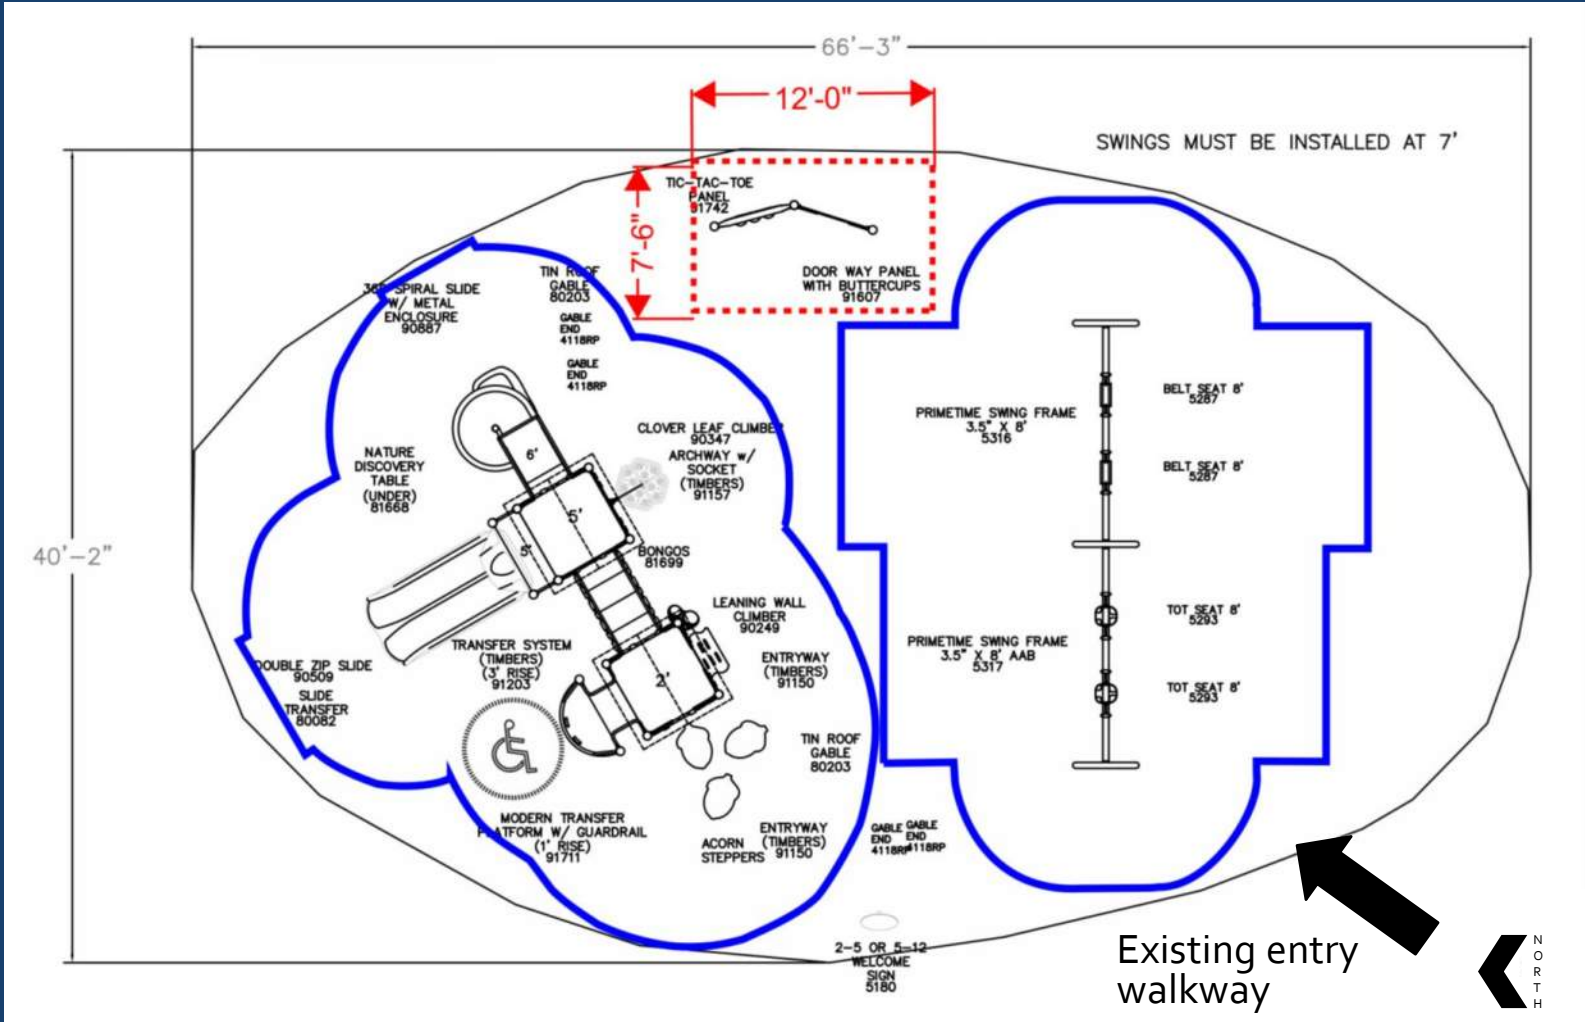 66'-3"
12'-0"
SWINGS MUST BE INSTALLED AT 7'
TIC-TAC-TOE
PANEL
91742
7'-6"
DOOR WAY PANEL
WITH BUTTERCUPS
91607
TIN ROOF
GABLE
80203
360 SPIRAL SLIDE
W/ METAL
ENCLOSURE
90887
GABLE
END
4118RP
GABLE
END
4118RP
BELT SEAT 8'
5287
PRIMETIME SWING FRAME
3.5" X 8'
5316
CLOVER LEAF CLIMBER
90347
ARCHWAY w/
SOCKET
(TIMBERS)
91157
NATURE
DISCOVERY
TABLE
(UNDER)
81668
6'
BELT SEAT 8'
5287
5'
5'
40'-2"
BONGOS
81699
LEANING WALL
CLIMBER
90249
TOT SEAT 8'
5293
TRANSFER SYSTEM
(TIMBERS)
(3' RISE)
91203
PRIMETIME SWING FRAME
3.5" X 8' AAB
5317
ENTRYWAY
(TIMBERS)
91150
DOUBLE ZIP SLIDE
90509
SLIDE
TRANSFER
80082
2'
TOT SEAT 8'
5293
TIN ROOF
GABLE
80203
MODERN TRANSFER
PLATFORM W/ GUARDRAIL
(1' RISE)
91711
ACORN
STEPPERS
ENTRYWAY
(TIMBERS)
91150
GABLE
END
4118RP
GABLE
END
4118RP
2-5 OR 5-12
WELCOME
SIGN
5180
Existing entry
walkway
NORTH